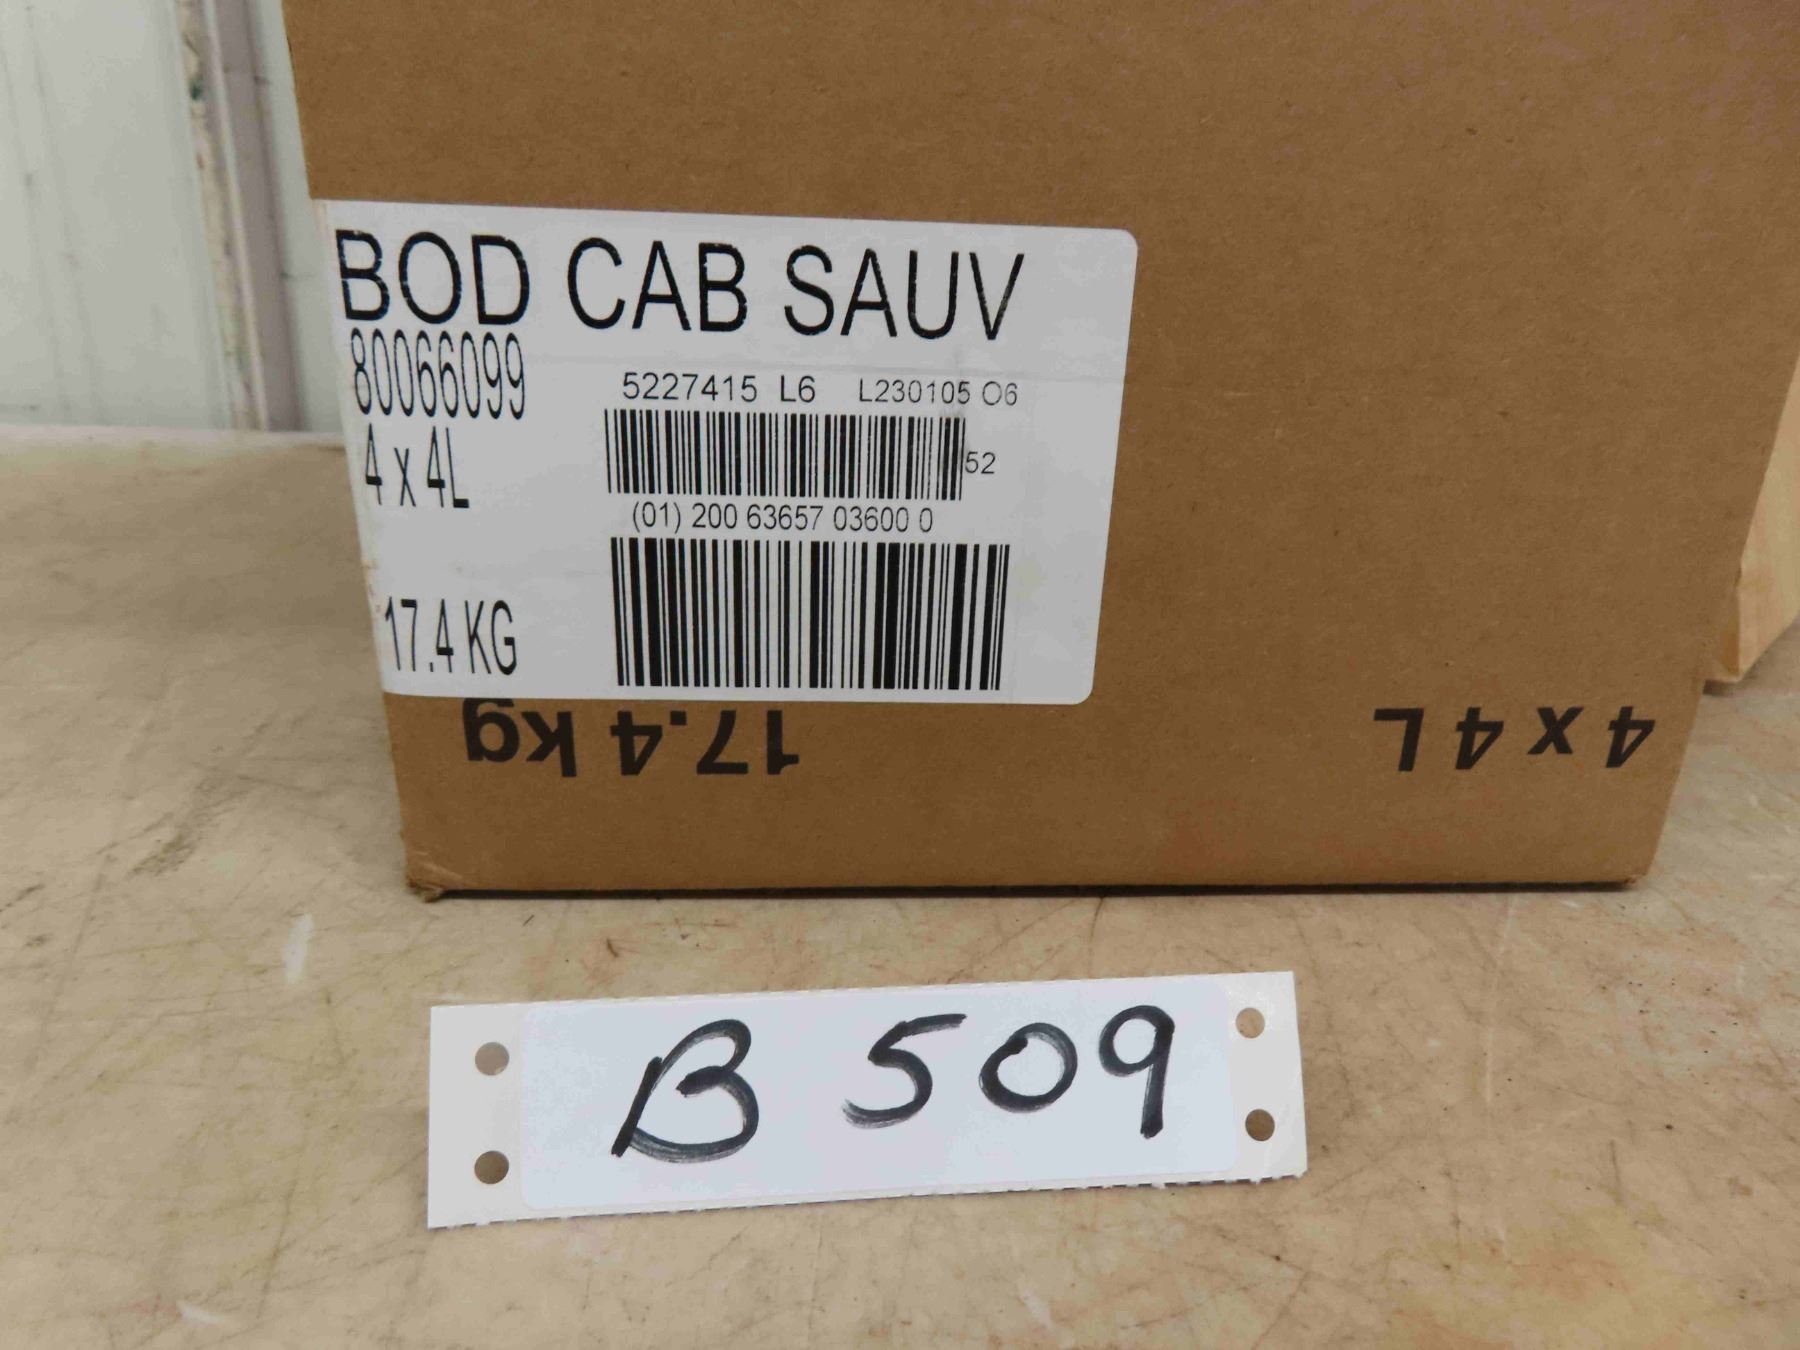 BOD CAB SAUV
80066099
5227415 L6 L230105 O6
4 x 4L
52
(01) 200 63657 03600 0
17.4 KG
17.4 kg
4 x 4 L
B 509